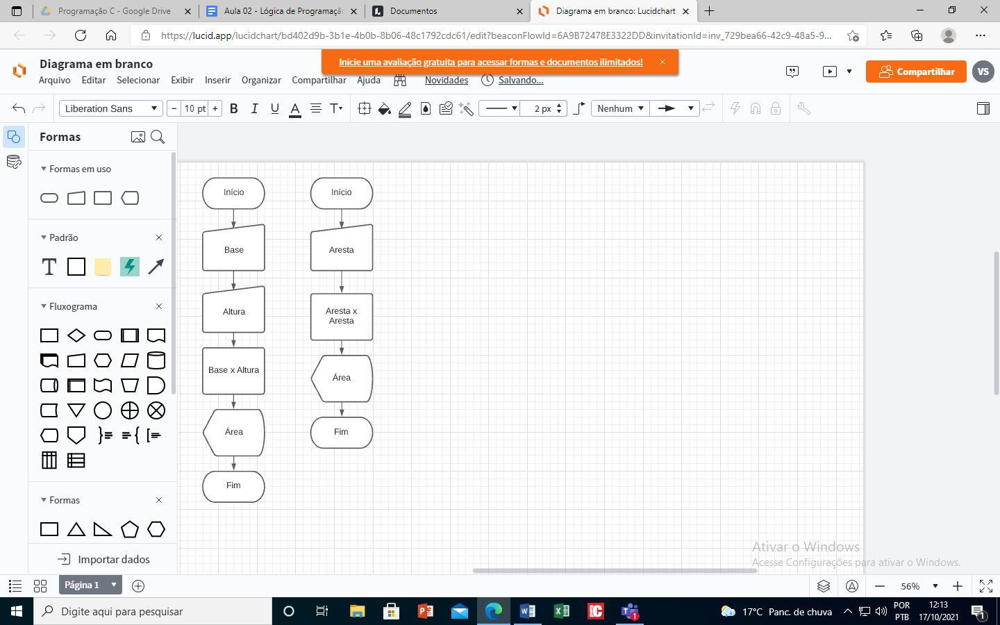 Programação C - Google Drive
Aula 02 - Lógica de Programação
Documentos
Diagrama em branco: Lucidchart
https://lucid.app/lucidchart/bd402d9b-3b1e-4b0b-8b06-48c1792cdc61/edit?beaconFlowId=6A9B72478E3322DD&invitationId=inv_729bea66-42c9-48a5-9...
Inicie uma avaliação gratuita para acessar formas e documentos ilimitados!
Diagrama em branco
Arquivo Editar Selecionar Exibir Inserir Organizar Compartilhar Ajuda Novidades Salvando...
Compartilhar
VS
Liberation Sans
10 pt
B I U A T
2 px
Nenhum
Formas
Formas em uso
Padrão
T
Fluxograma
Formas
Importar dados
Início
Base
Altura
Base x Altura
Área
Fim
Início
Aresta
Aresta x
Aresta
Área
Fim
Ativar o Windows
Acesse Configurações para ativar o Windows.
Página 1
56%
Digite aqui para pesquisar
17°C Panc. de chuva
POR
PTB
12:13
17/10/2021
1
1